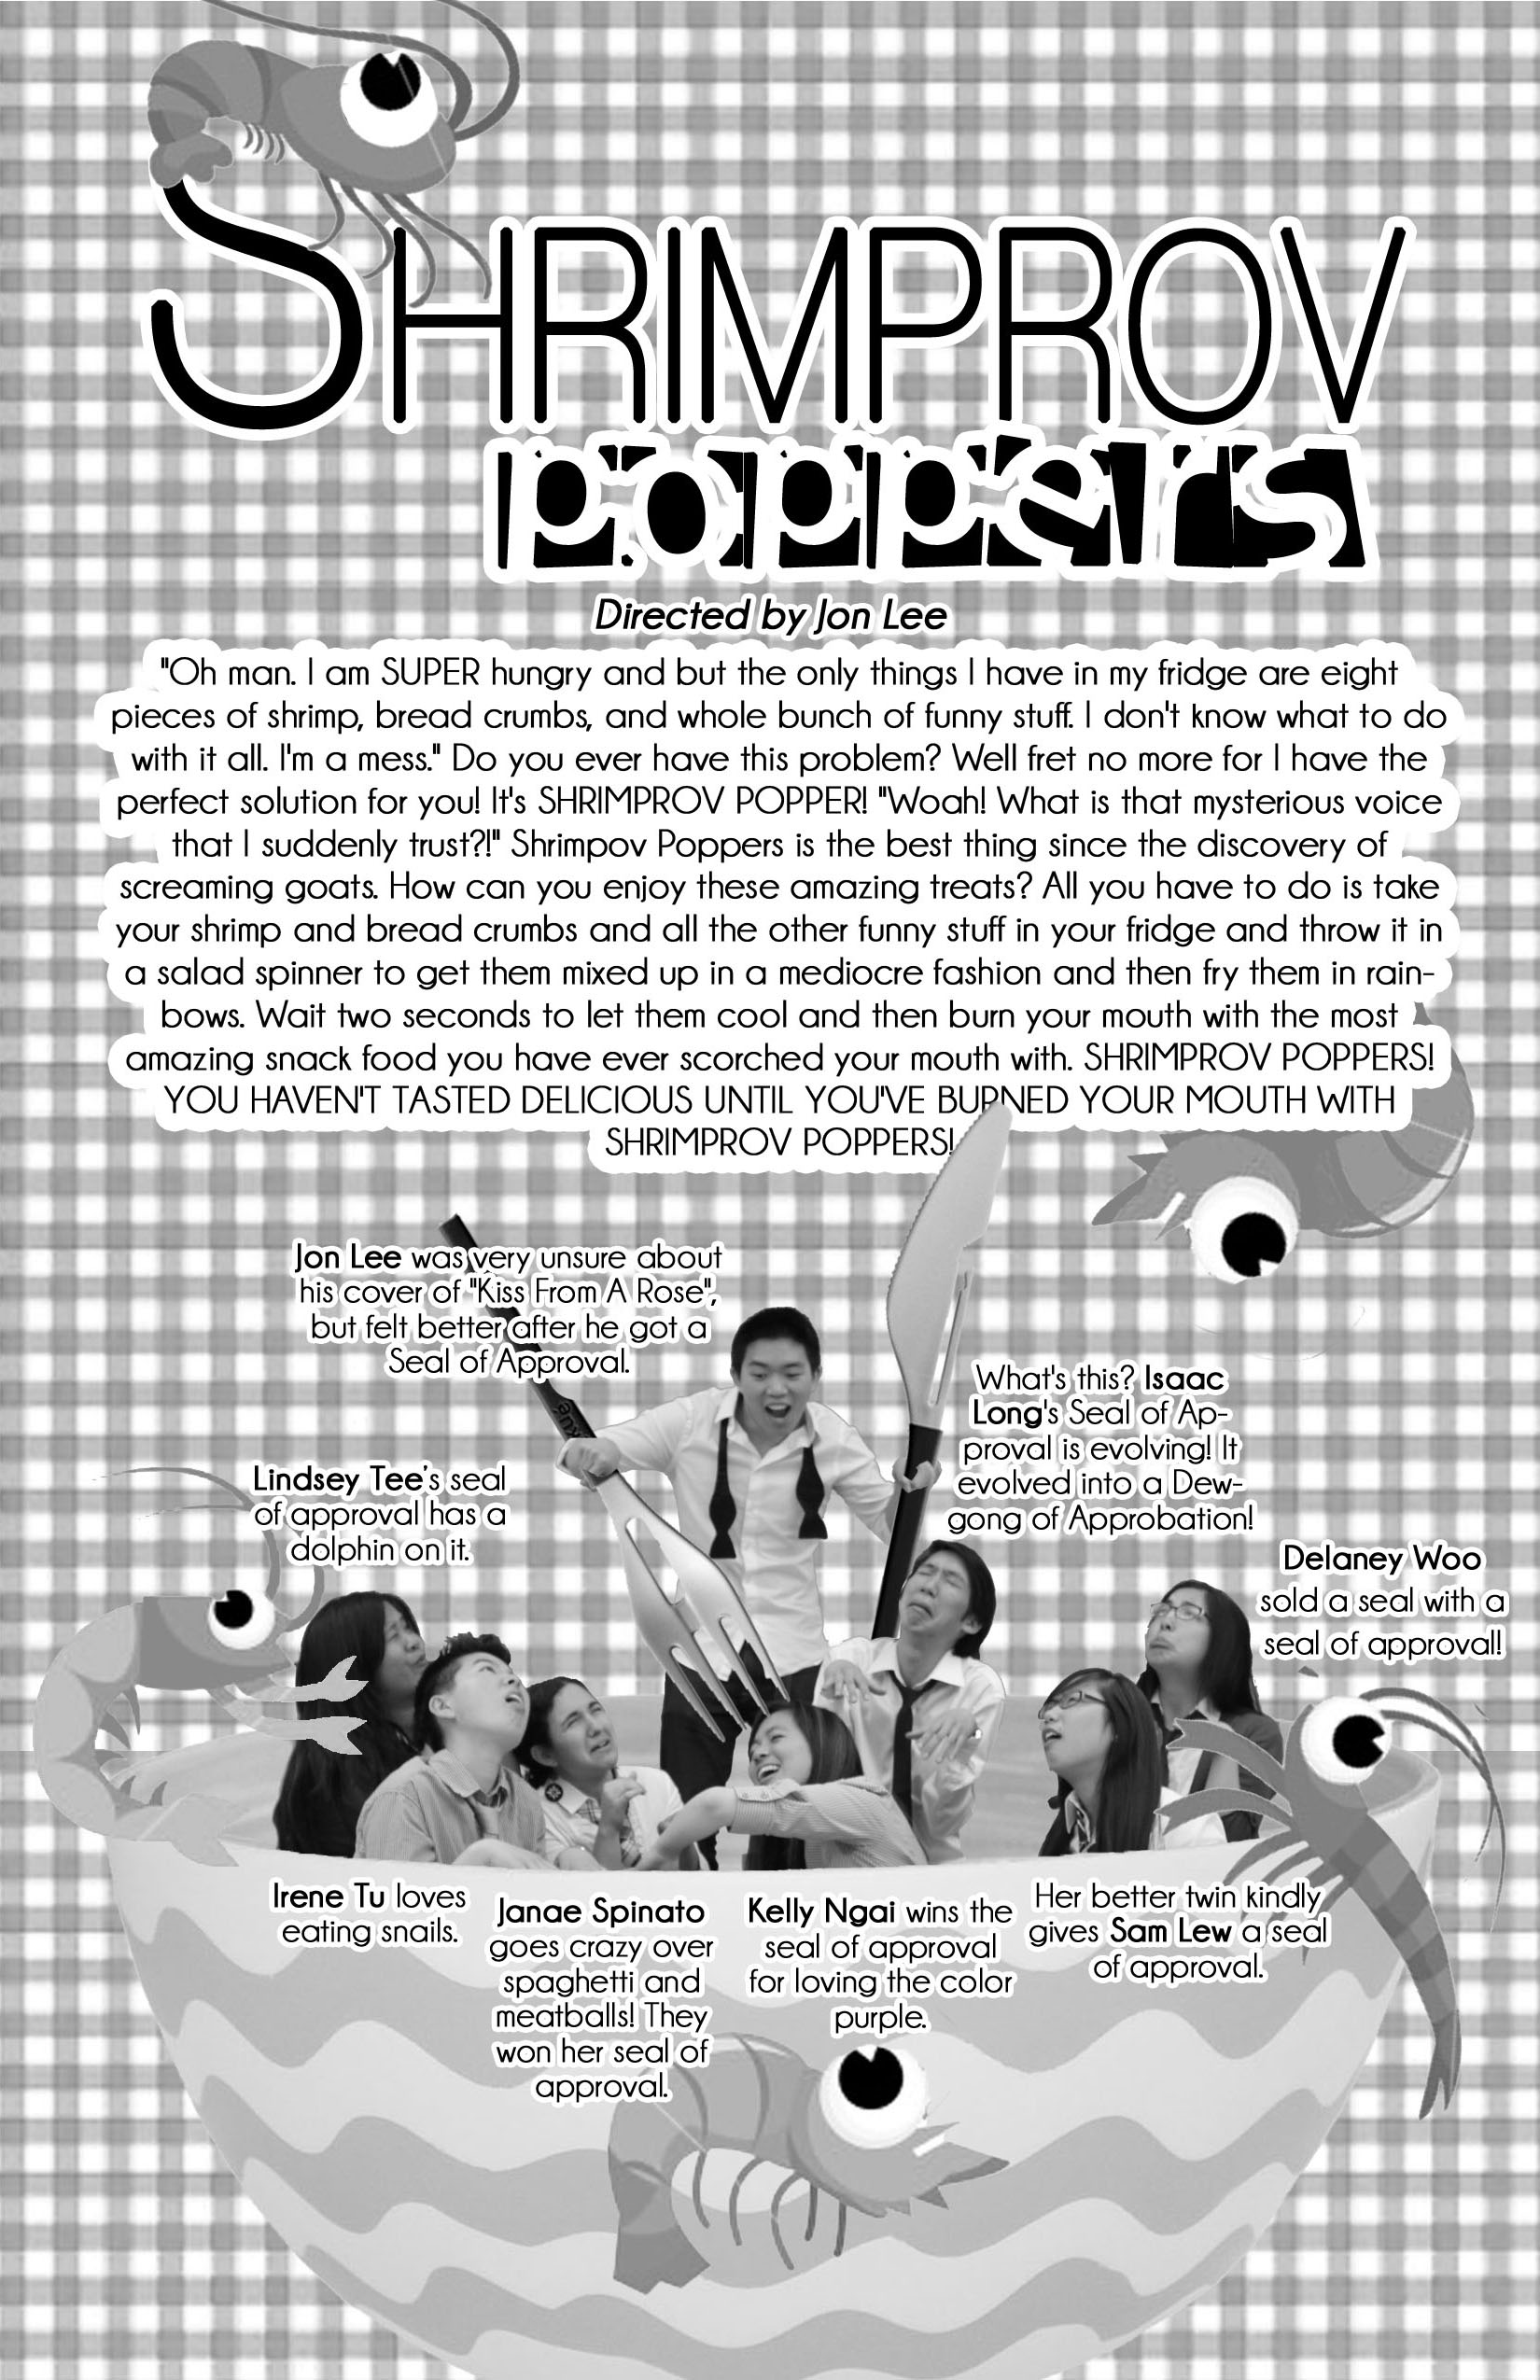 SHRIMPROV
poppers
Directed by Jon Lee
"Oh man. I am SUPER hungry and but the only things I have in my fridge are eight
pieces of shrimp, bread crumbs, and whole bunch of funny stuff. I don't know what to do
with it all. I'm a mess." Do you ever have this problem? Well fret no more for I have the
perfect solution for you! It's SHRIMPROV POPPER! "Woah! What is that mysterious voice
that I suddenly trust?!" Shrimpov Poppers is the best thing since the discovery of
screaming goats. How can you enjoy these amazing treats? All you have to do is take
your shrimp and bread crumbs and all the other funny stuff in your fridge and throw it in
a salad spinner to get them mixed up in a mediocre fashion and then fry them in rain-
bows. Wait two seconds to let them cool and then burn your mouth with the most
amazing snack food you have ever scorched your mouth with. SHRIMPROV POPPERS!
YOU HAVEN'T TASTED DELICIOUS UNTIL YOU'VE BURNED YOUR MOUTH WITH
SHRIMPROV POPPERS!
Jon Lee was very unsure about
his cover of "Kiss From A Rose",
but felt better after he got a
Seal of Approval.
What's this? Isaac
Long's Seal of Ap-
proval is evolving! It
evolved into a Dew-
gong of Approbation!
Lindsey Tee's seal
of approval has a
dolphin on it.
Delaney Woo
sold a seal with a
seal of approval!
Irene Tu loves
eating snails.
Janae Spinato
goes crazy over
spaghetti and
meatballs! They
won her seal of
approval.
Kelly Ngai wins the
seal of approval
for loving the color
purple.
Her better twin kindly
gives Sam Lew a seal
of approval.